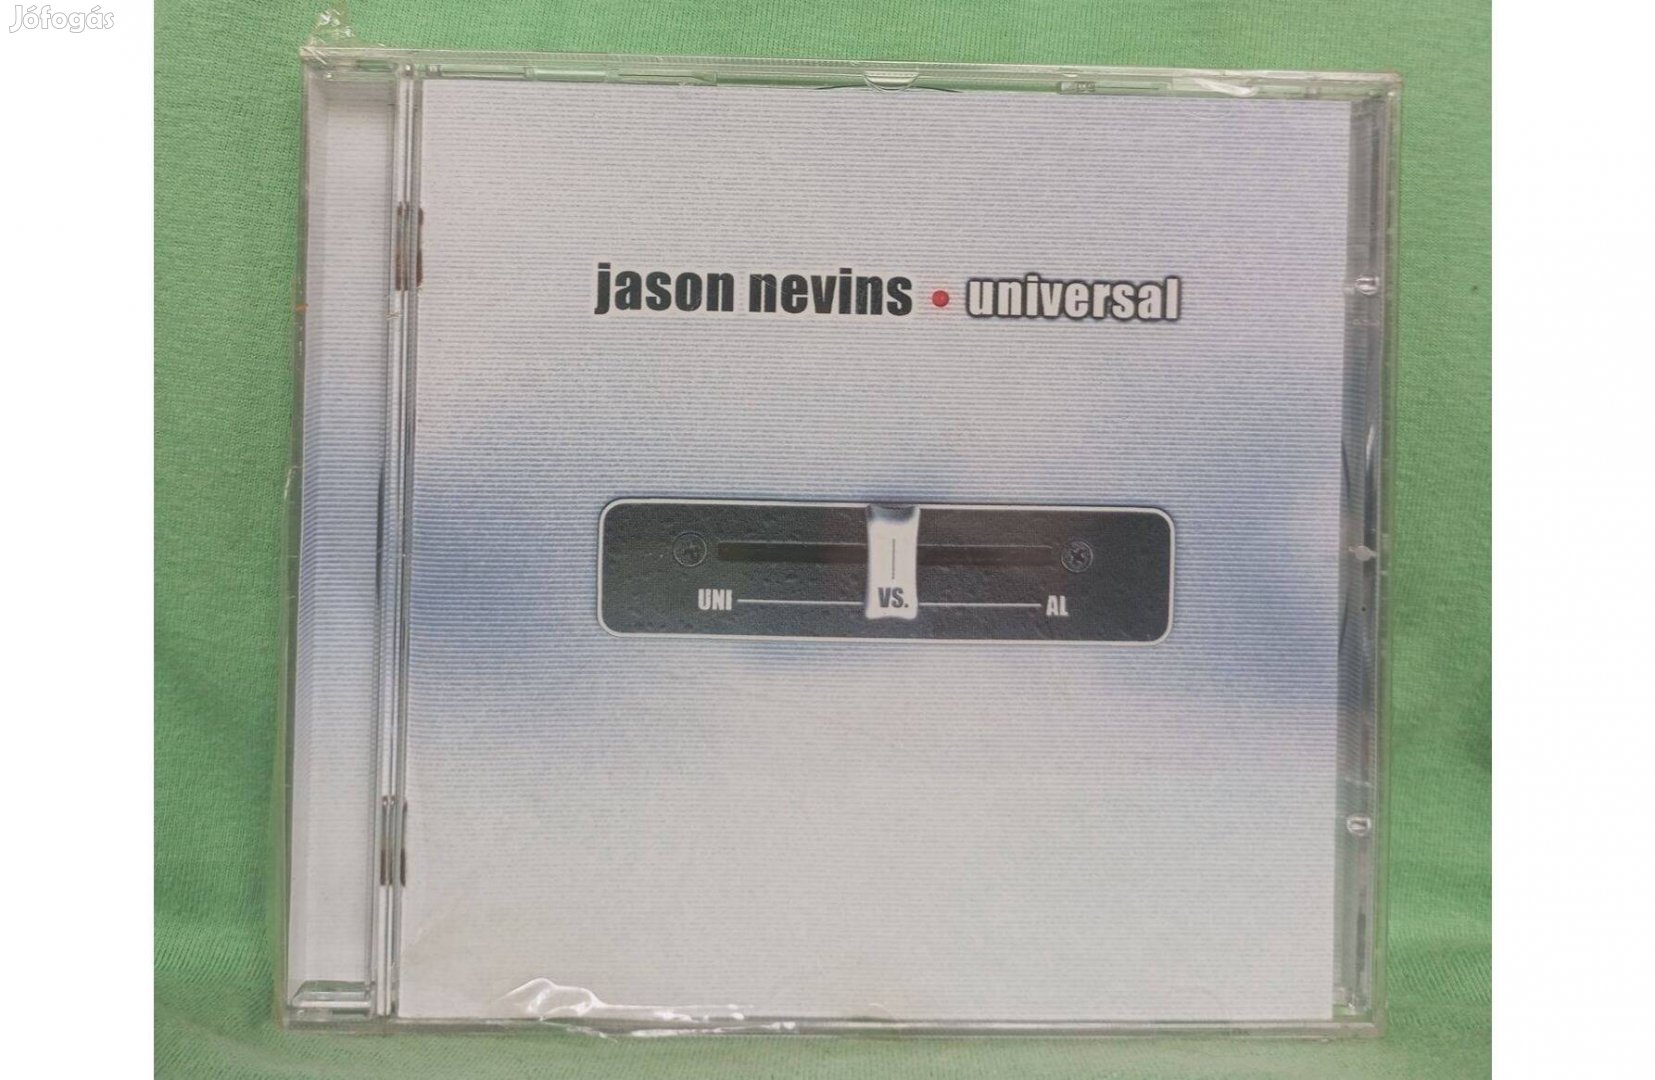 Jófogás
jason nevins • universal
UNI VS. AL